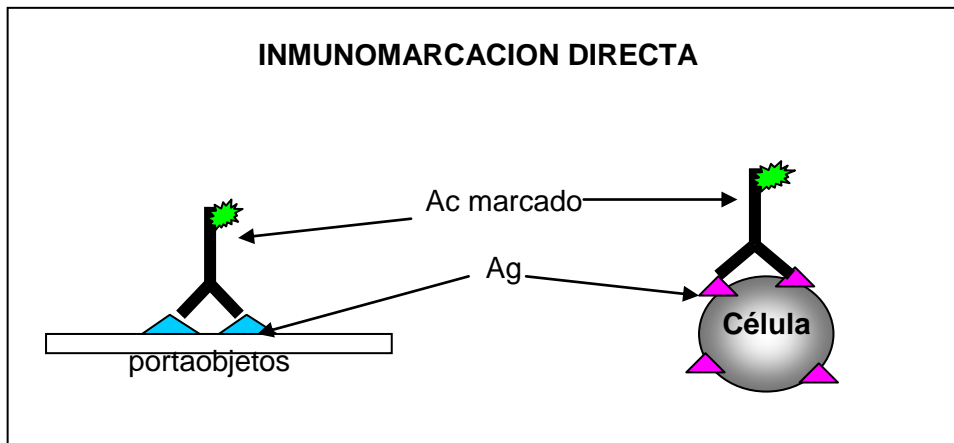 INMUNOMARCACION DIRECTA
Ac marcado
Ag
Célula
portaobjetos